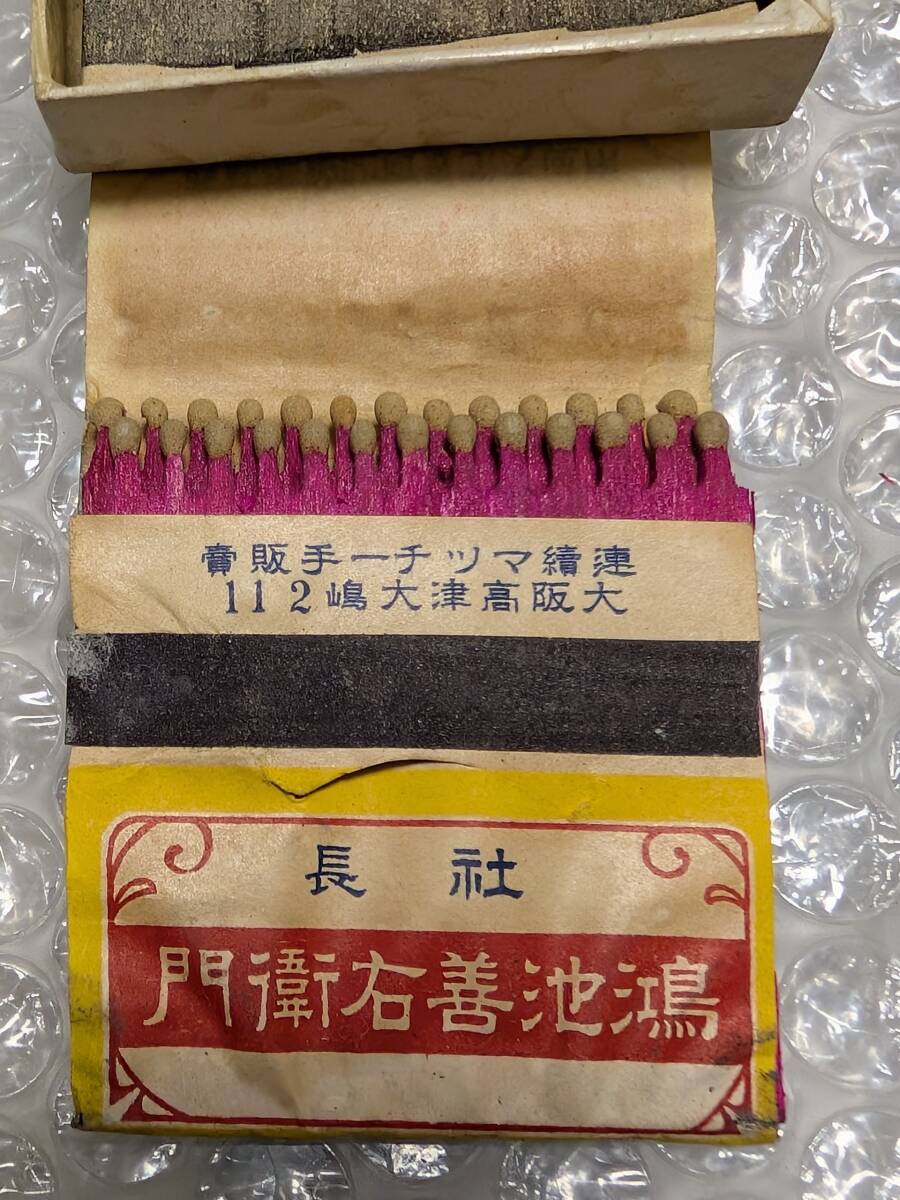 連續マツチ一手販賣
大阪高津大嶋211
社長
鴻池善右衛門